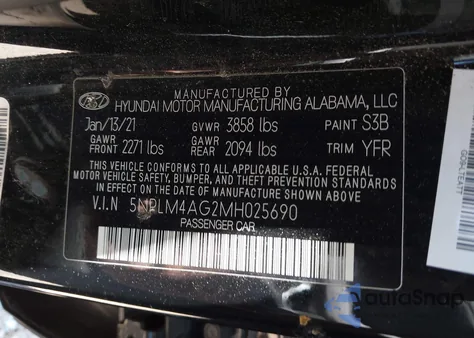 MANUFACTURED BY
HYUNDAI MOTOR MANUFACTURING ALABAMA, LLC
Jan/13/21 GVWR 3858 lbs PAINT S3B
GAWR FRONT 2271 lbs GAWR REAR 2094 lbs TRIM YFR
THIS VEHICLE CONFORMS TO ALL APPLICABLE U.S.A. FEDERAL
MOTOR VEHICLE SAFETY, BUMPER, AND THEFT PREVENTION
STANDARDS IN EFFECT ON THE DATE OF MANUFACTURE
SHOWN ABOVE.
V.I.N 5NPLM4AG2MH025690
PASSENGER CAR
AutoSnap